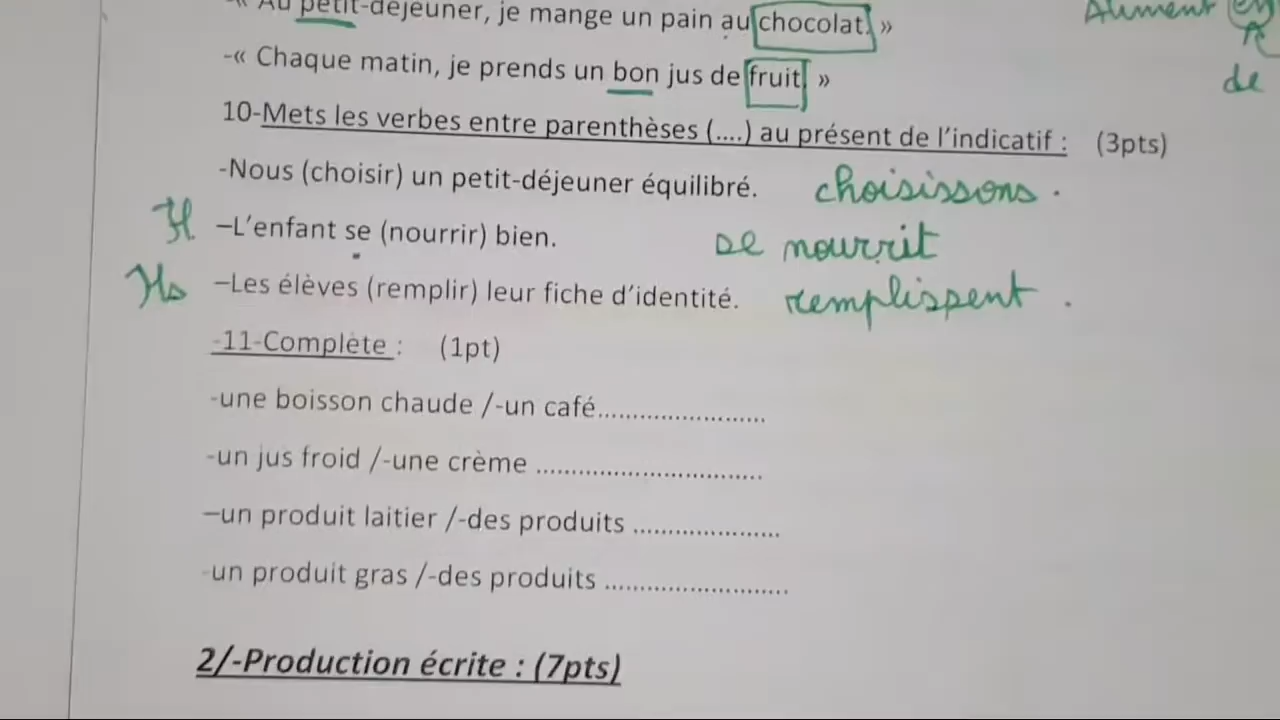 -« Au petit-déjeuner, je mange un pain au chocolat. » Aliment en
-« Chaque matin, je prends un bon jus de fruit » de
10-Mets les verbes entre parenthèses (....) au présent de l'indicatif : (3pts)
-Nous (choisir) un petit-déjeuner équilibré. choisissons .
Il –L'enfant se (nourrir) bien. se nourrit
Ils –Les élèves (remplir) leur fiche d'identité. remplissent .
-11-Complète : (1pt)
-une boisson chaude /-un café.......................
-un jus froid /-une crème ...............................
–un produit laitier /-des produits ....................
-un produit gras /-des produits .........................
2/-Production écrite : (7pts)